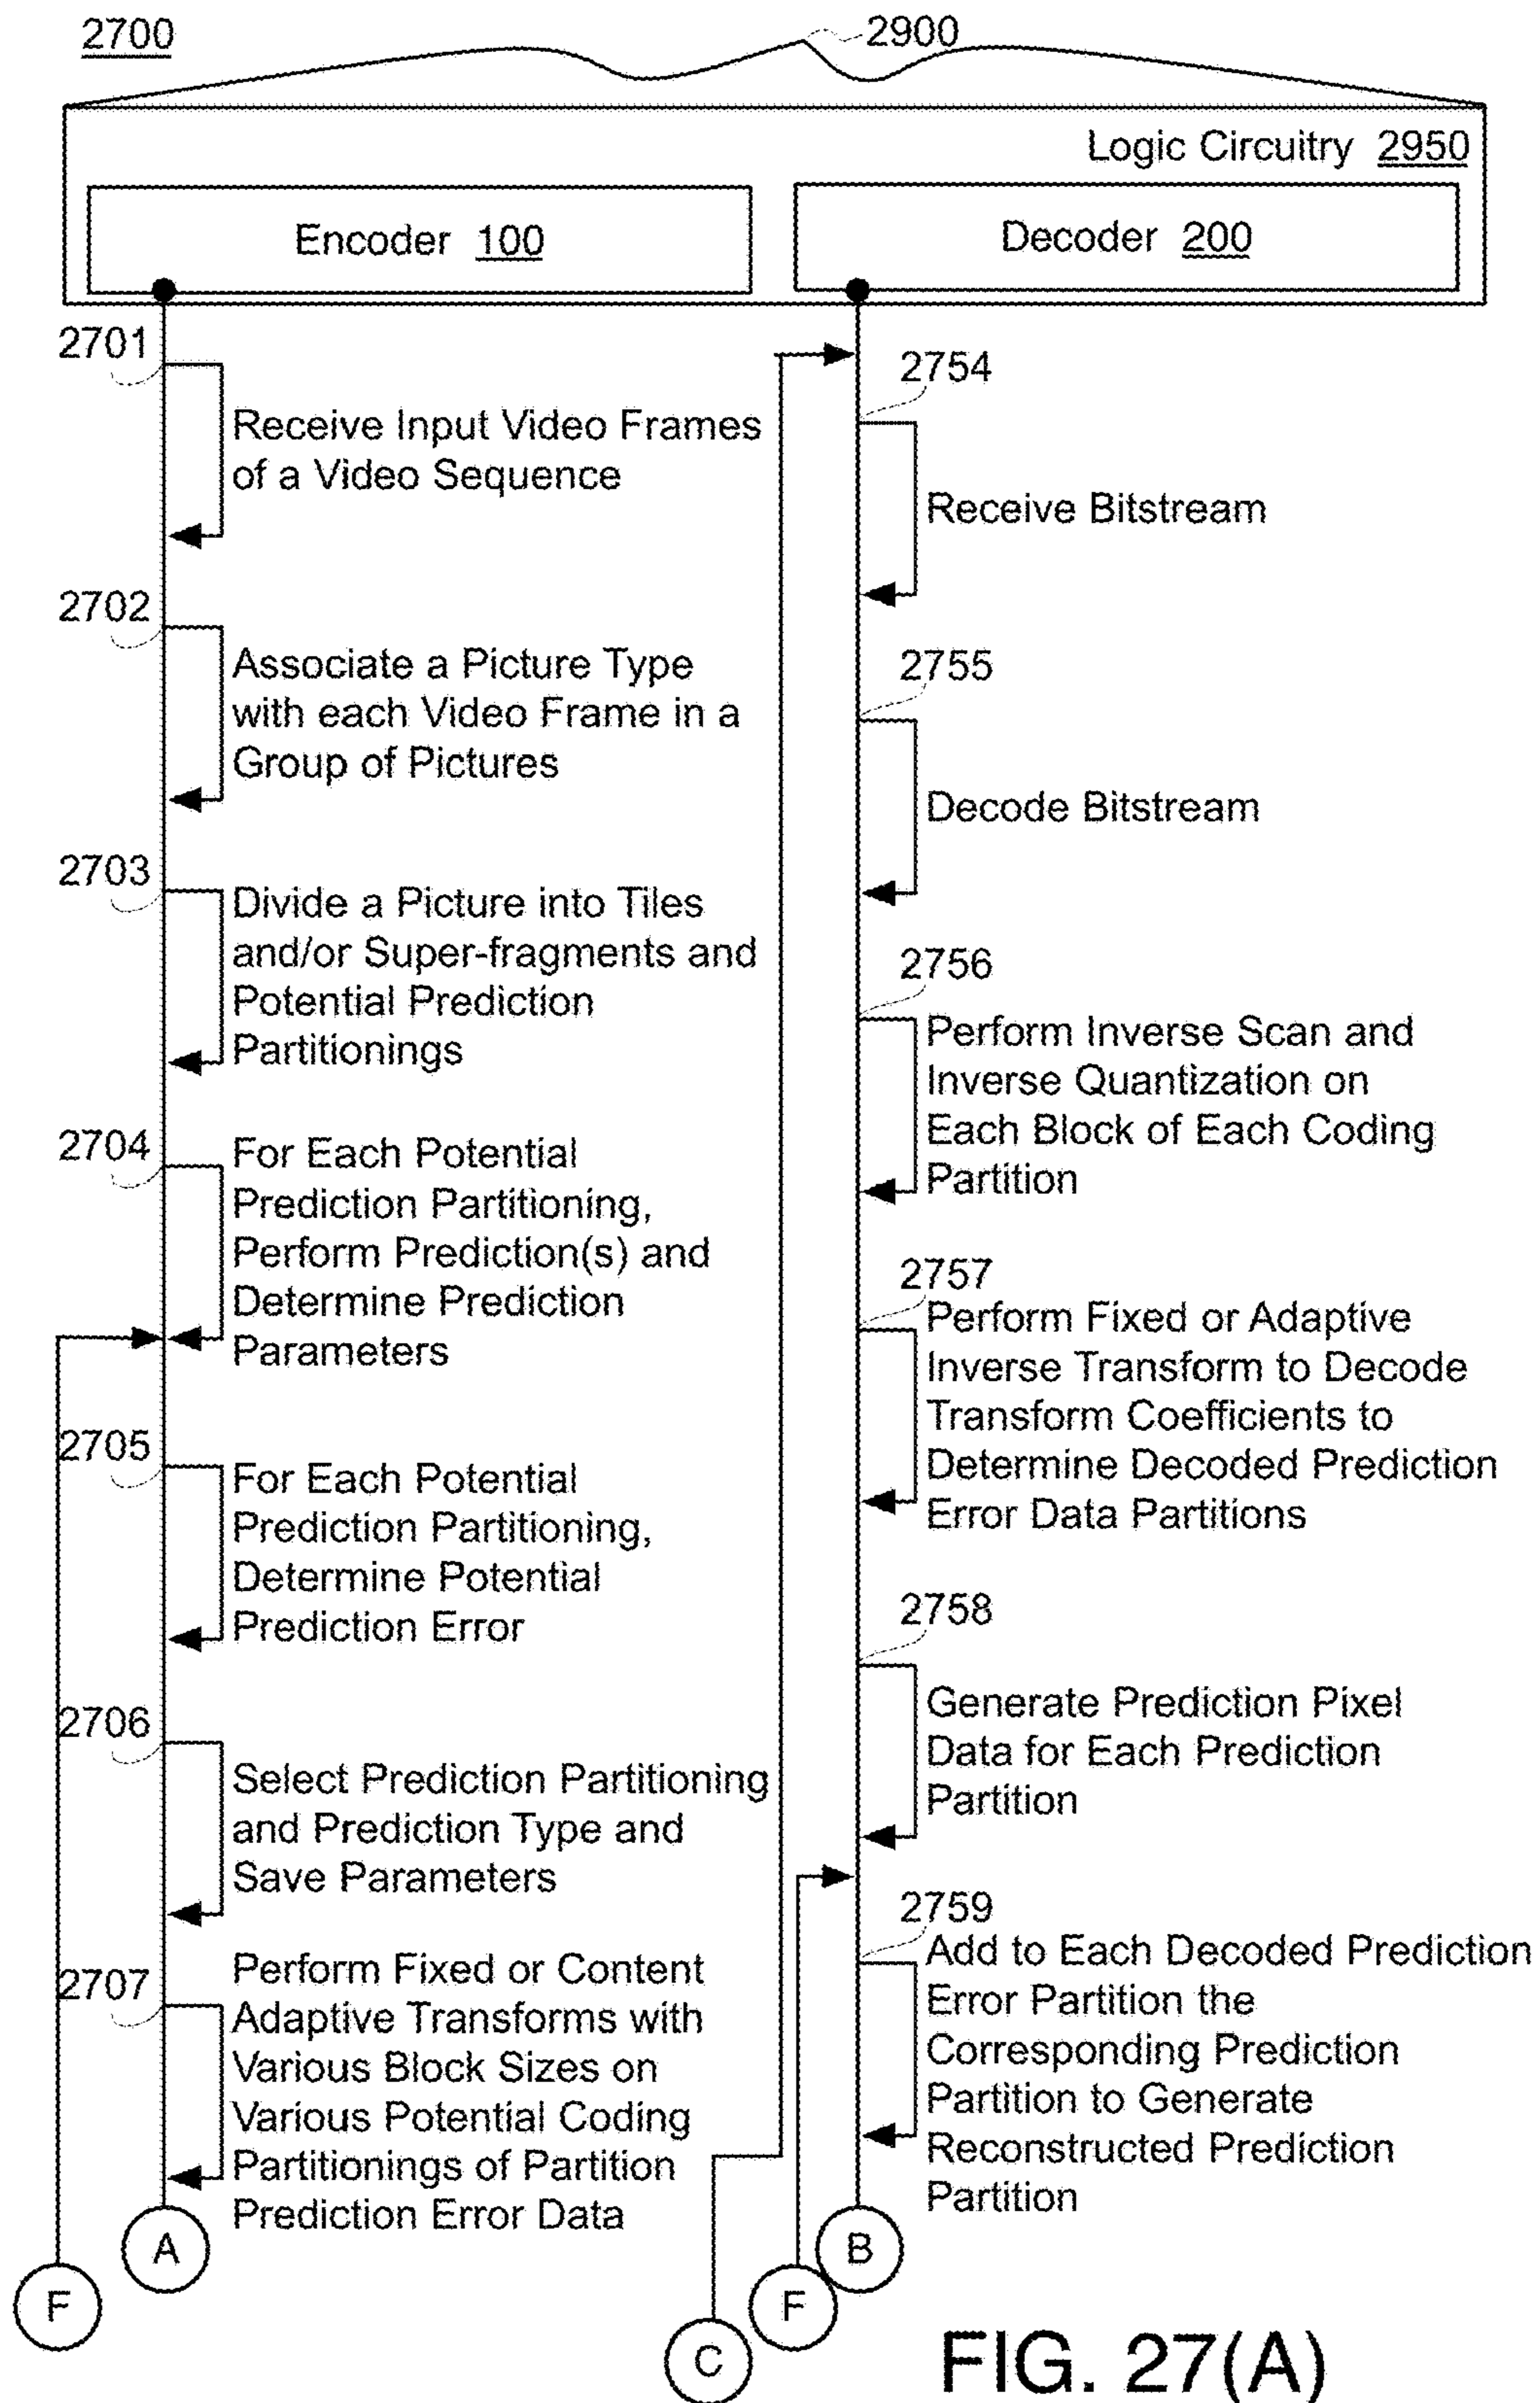 2700
2900
Logic Circuitry 2950
Encoder 100
Decoder 200
2701
Receive Input Video Frames
of a Video Sequence
2702
Associate a Picture Type
with each Video Frame in a
Group of Pictures
2703
Divide a Picture into Tiles
and/or Super-fragments and
Potential Prediction
Partitionings
2704
For Each Potential
Prediction Partitioning,
Perform Prediction(s) and
Determine Prediction
Parameters
2705
For Each Potential
Prediction Partitioning,
Determine Potential
Prediction Error
2706
Select Prediction Partitioning
and Prediction Type and
Save Parameters
2707
Perform Fixed or Content
Adaptive Transforms with
Various Block Sizes on
Various Potential Coding
Partitionings of Partition
Prediction Error Data
A
F
2754
Receive Bitstream
2755
Decode Bitstream
2756
Perform Inverse Scan and
Inverse Quantization on
Each Block of Each Coding
Partition
2757
Perform Fixed or Adaptive
Inverse Transform to Decode
Transform Coefficients to
Determine Decoded Prediction
Error Data Partitions
2758
Generate Prediction Pixel
Data for Each Prediction
Partition
2759
Add to Each Decoded Prediction
Error Partition the
Corresponding Prediction
Partition to Generate
Reconstructed Prediction
Partition
B
F
C
FIG. 27(A)